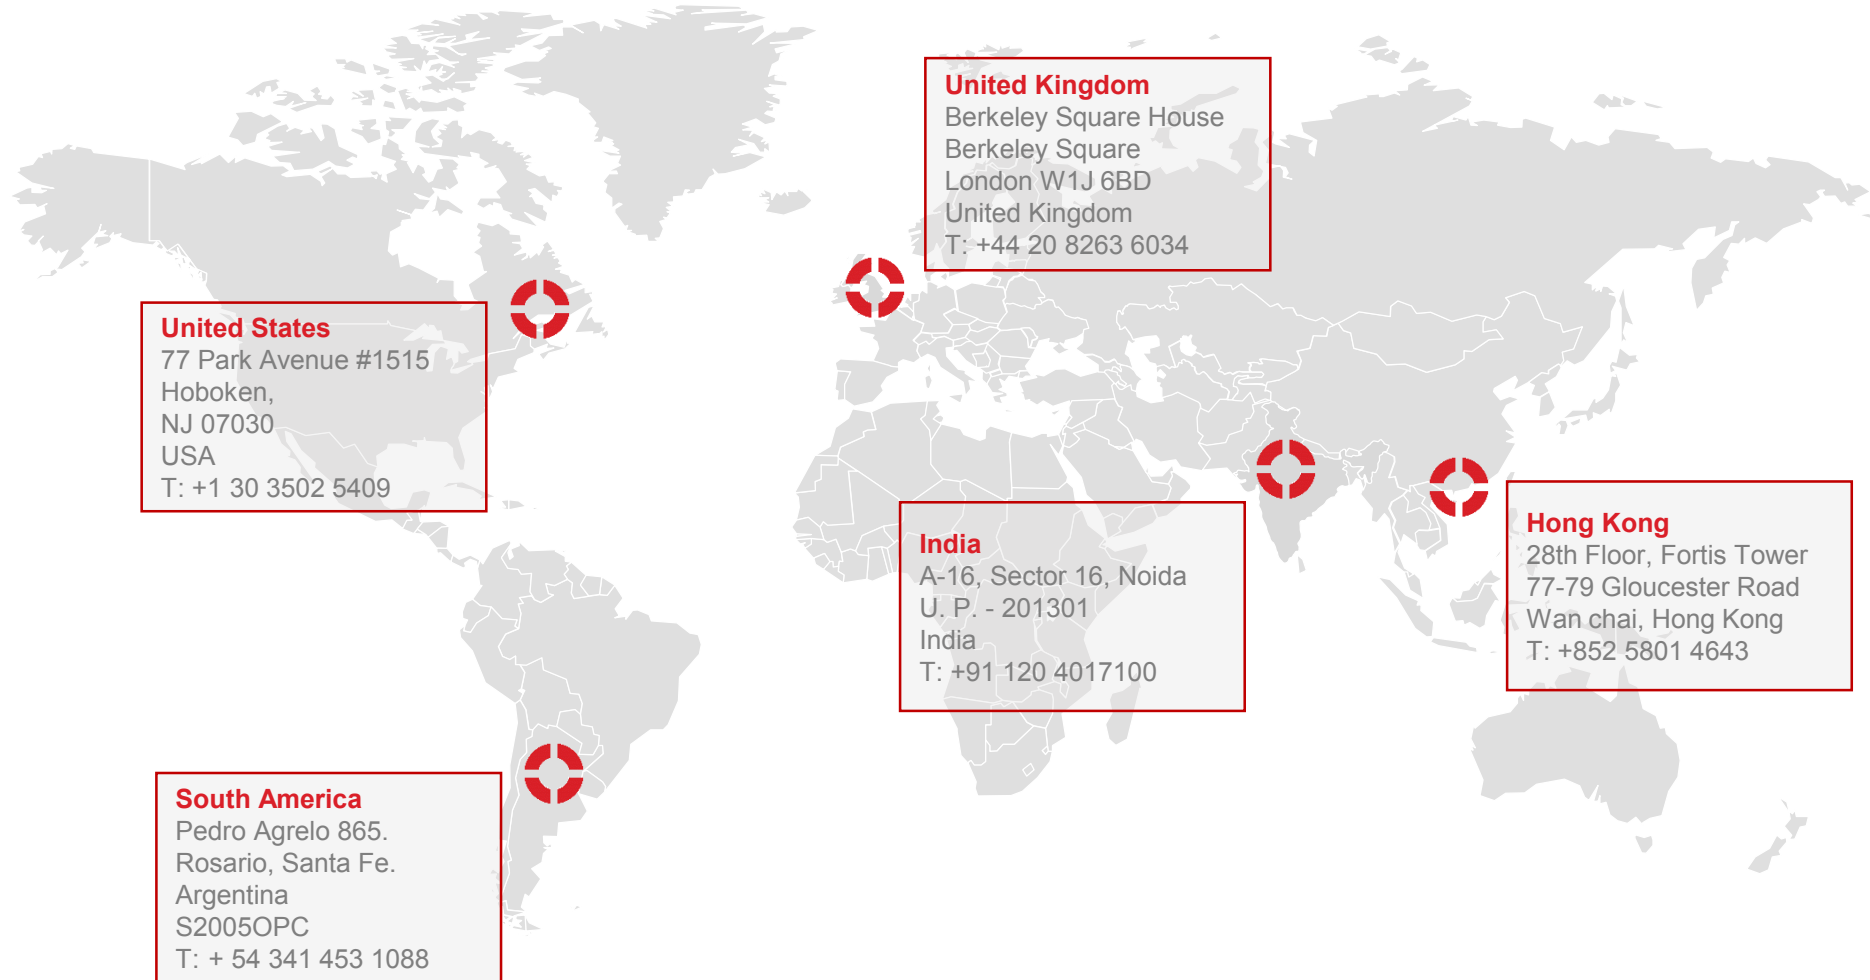 United Kingdom
Berkeley Square House
Berkeley Square
London W1J 6BD
United Kingdom
T: +44 20 8263 6034
United States
77 Park Avenue #1515
Hoboken,
NJ 07030
USA
T: +1 30 3502 5409
India
A-16, Sector 16, Noida
U. P. - 201301
India
T: +91 120 4017100
Hong Kong
28th Floor, Fortis Tower
77-79 Gloucester Road
Wan chai, Hong Kong
T: +852 5801 4643
South America
Pedro Agrelo 865.
Rosario, Santa Fe.
Argentina
S2005OPC
T: + 54 341 453 1088